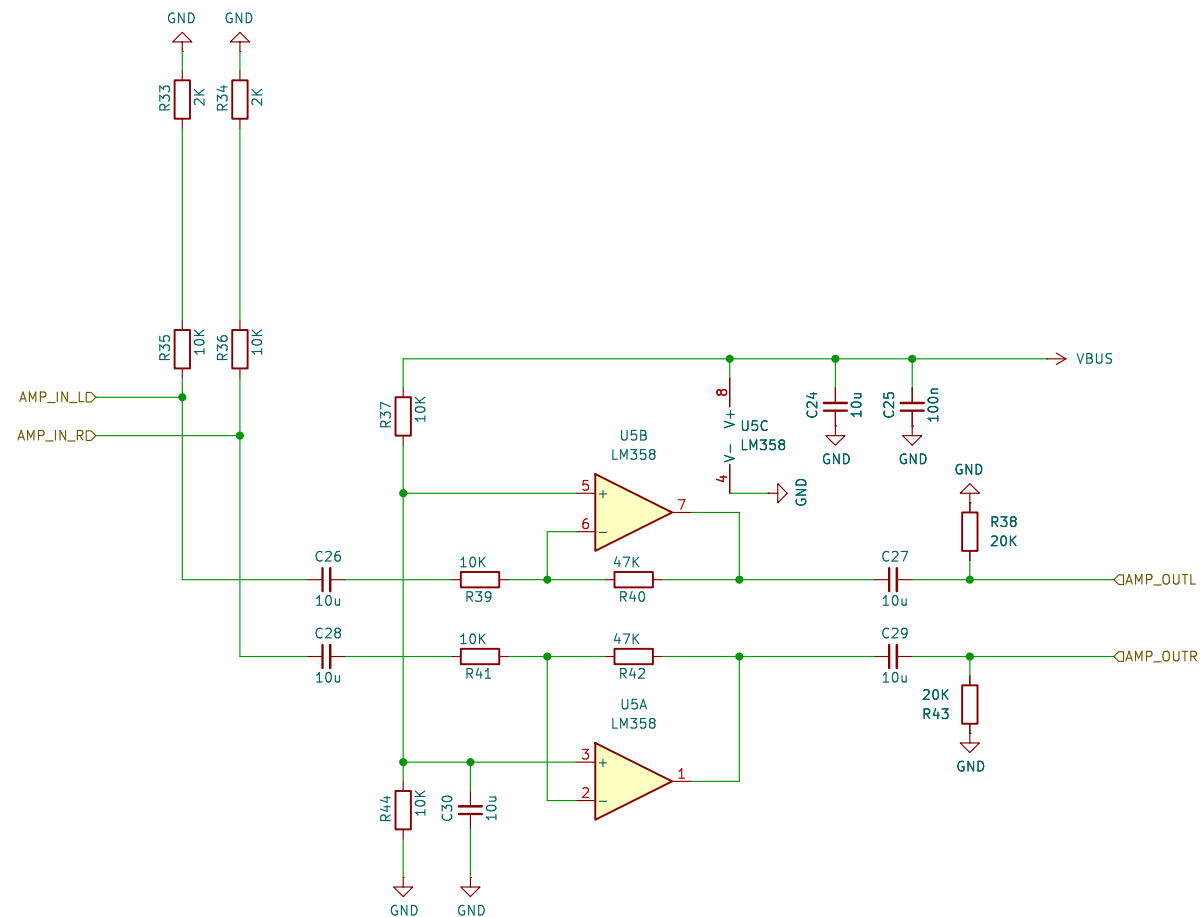 GND
GND
R33
2K
R34
2K
R35
10K
R36
10K
AMP_IN_L
AMP_IN_R
R37
10K
VBUS
8
V+
U5C
LM358
V-
4
GND
C24
10u
GND
C25
100n
GND
U5B
LM358
5
+
6
-
7
GND
R38
20K
C26
10u
10K
R39
47K
R40
C27
10u
AMP_OUTL
C28
10u
10K
R41
47K
R42
C29
10u
AMP_OUTR
U5A
LM358
3
+
2
-
1
20K
R43
GND
R44
10K
C30
10u
GND
GND